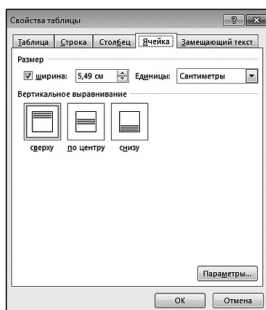 Свойства таблицы
Таблица Строка Столбец Ячейка Замещающий текст
Размер
ширина: 5,49 см Единицы: Сантиметры
Вертикальное выравнивание
сверху по центру снизу
Параметры...
ОК Отмена